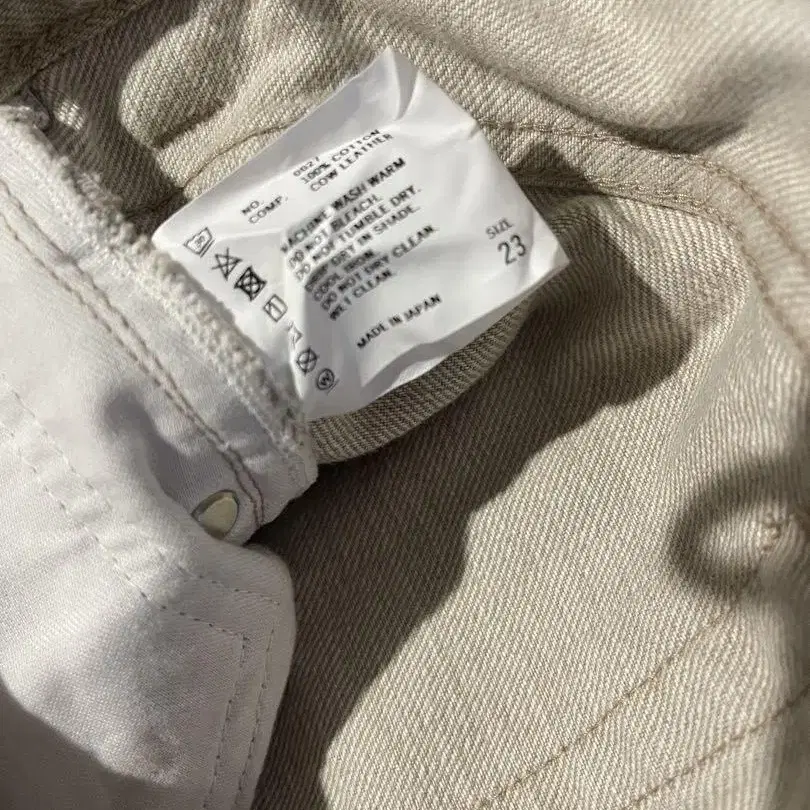 NO. 0627
COMP. 100% COTTON
COW LEATHER
MACHINE WASH WARM
DO NOT BLEACH.
DO NOT TUMBLE DRY.
DRY IN SHADE.
COOL IRON.
DO NOT DRY CLEAN.
WET CLEAN.
MADE IN JAPAN
SIZE
23